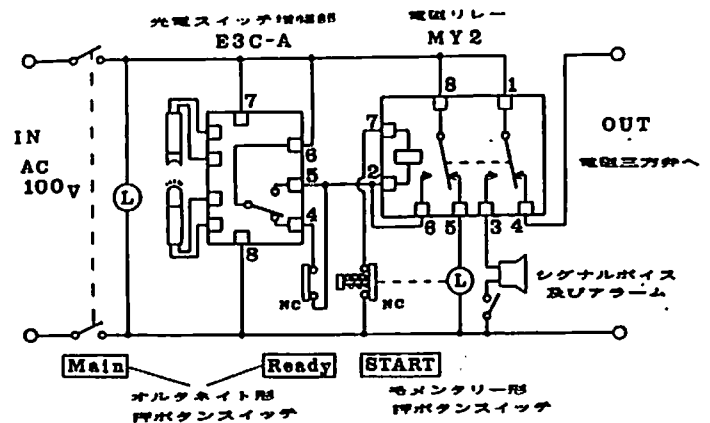 光電スイッチ増幅部
E3C-A
電磁リレー
MY2
7
8
1
IN
AC
100V
L
6
5
4
8
7
2
6
5
3
4
OUT
電磁三方弁へ
NC
NC
L
シグナルボイス
及びアラーム
Main
Ready
START
オルタネイト形
押ボタンスイッチ
モメンタリー形
押ボタンスイッチ